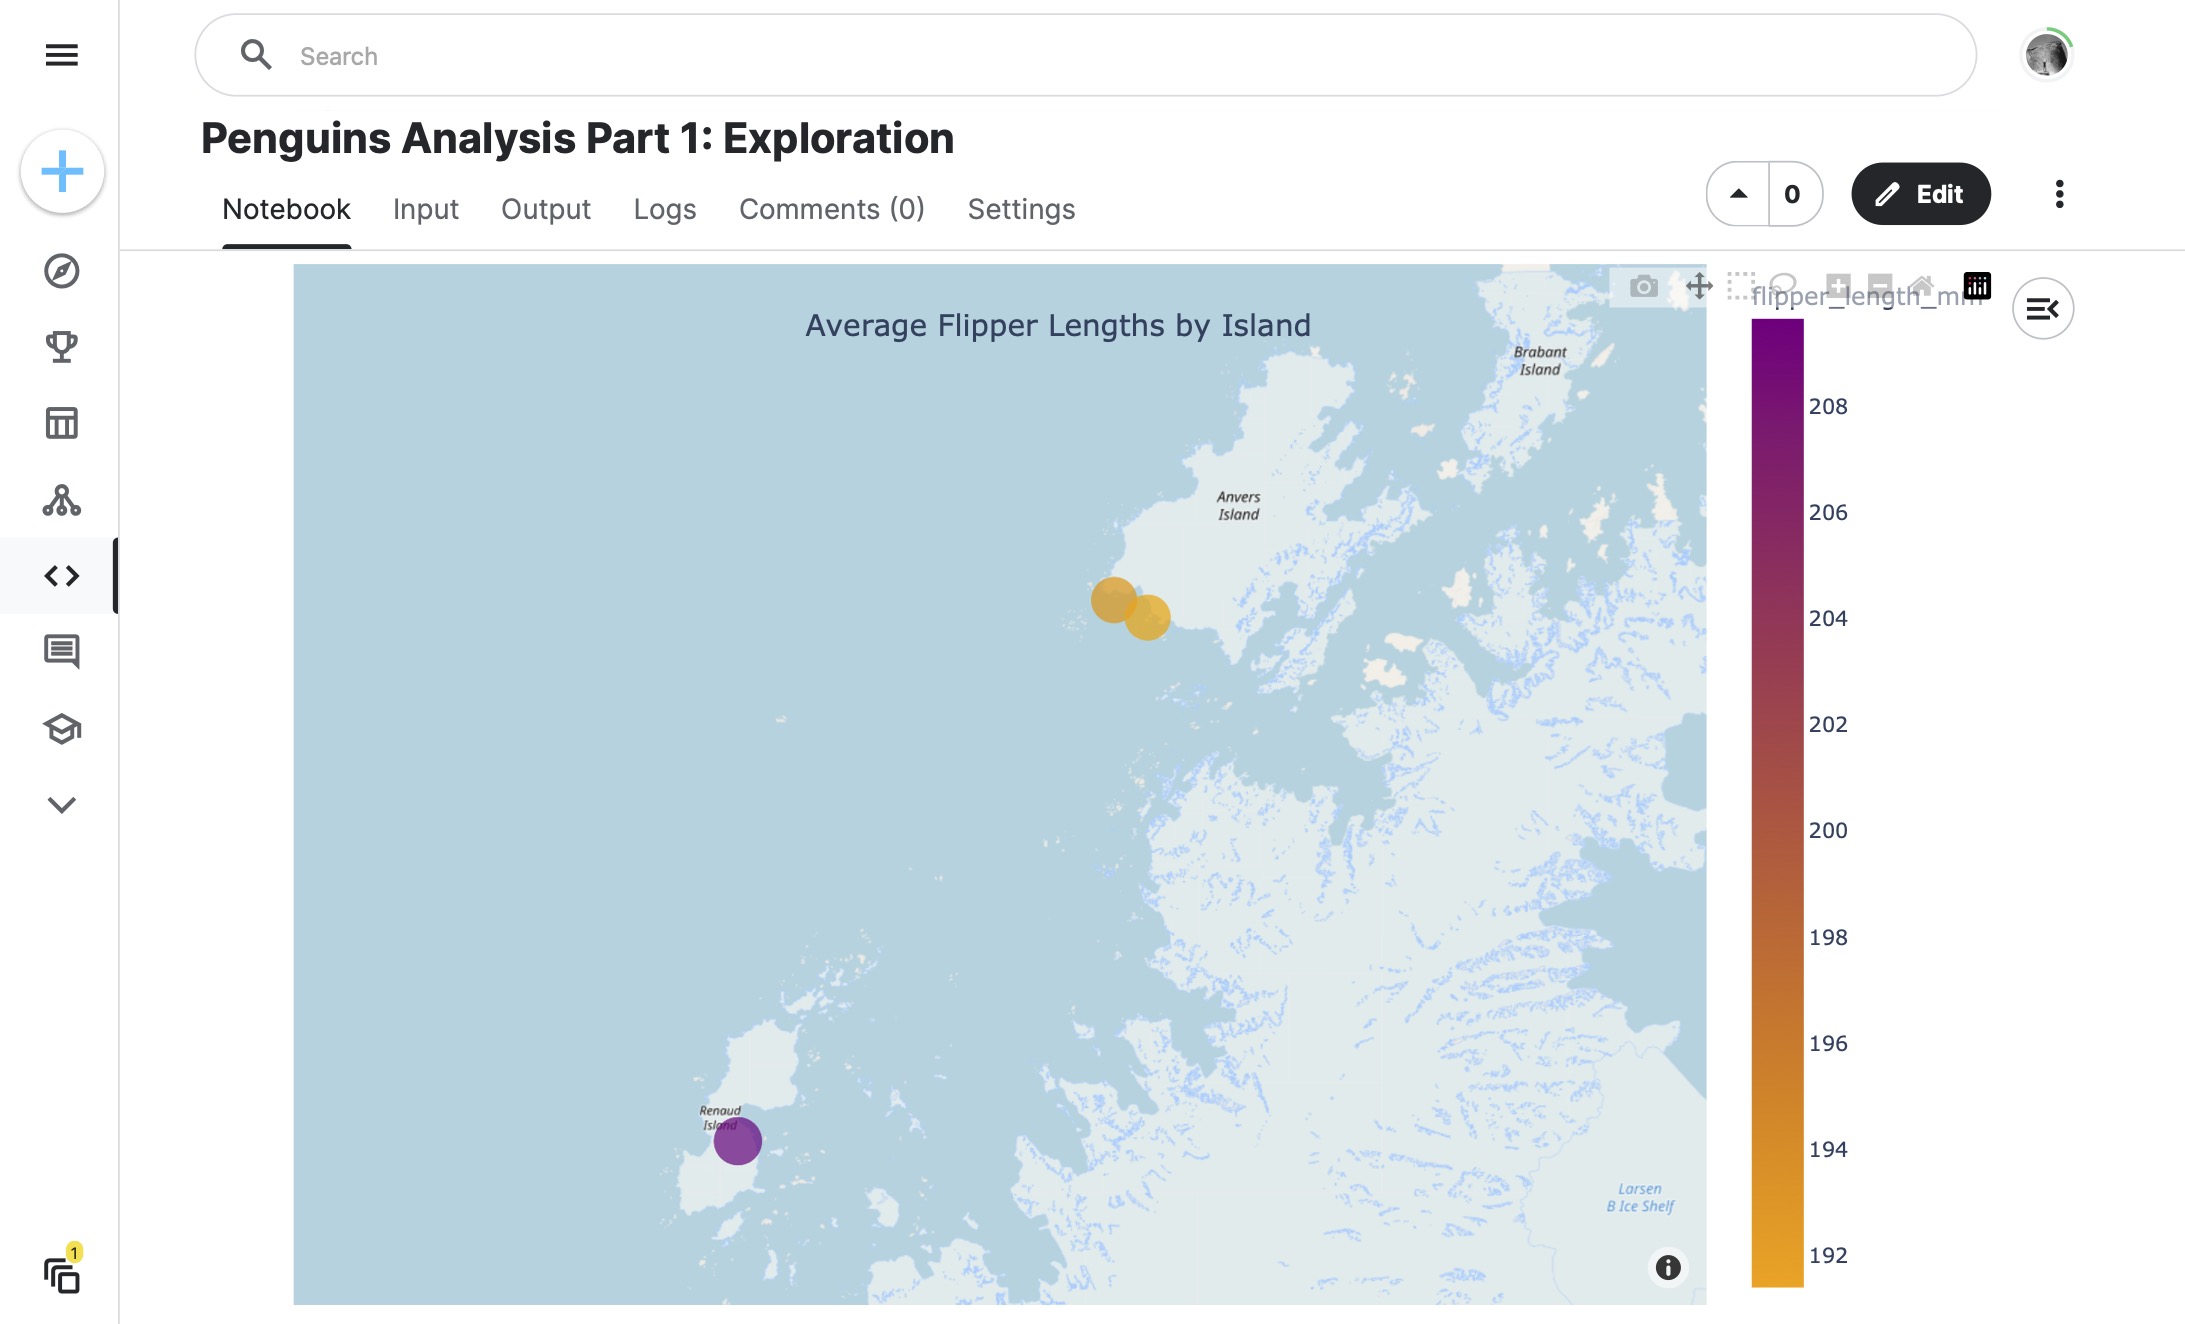 Search
Penguins Analysis Part 1: Exploration
Notebook Input Output Logs Comments (0) Settings
0 Edit
flipper_length_mm
Average Flipper Lengths by Island
Brabant
Island
Anvers
Island
Renaud
Island
Larsen
B Ice Shelf
208
206
204
202
200
198
196
194
192
1